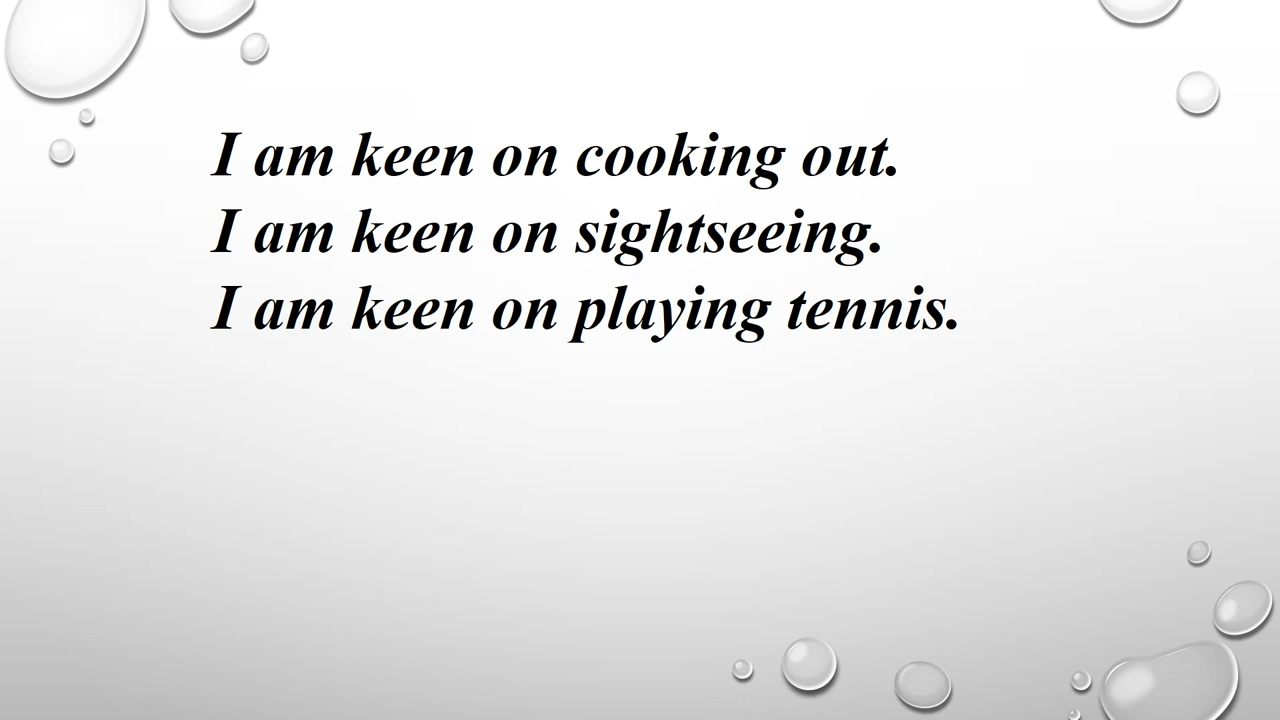 I am keen on cooking out.
I am keen on sightseeing.
I am keen on playing tennis.